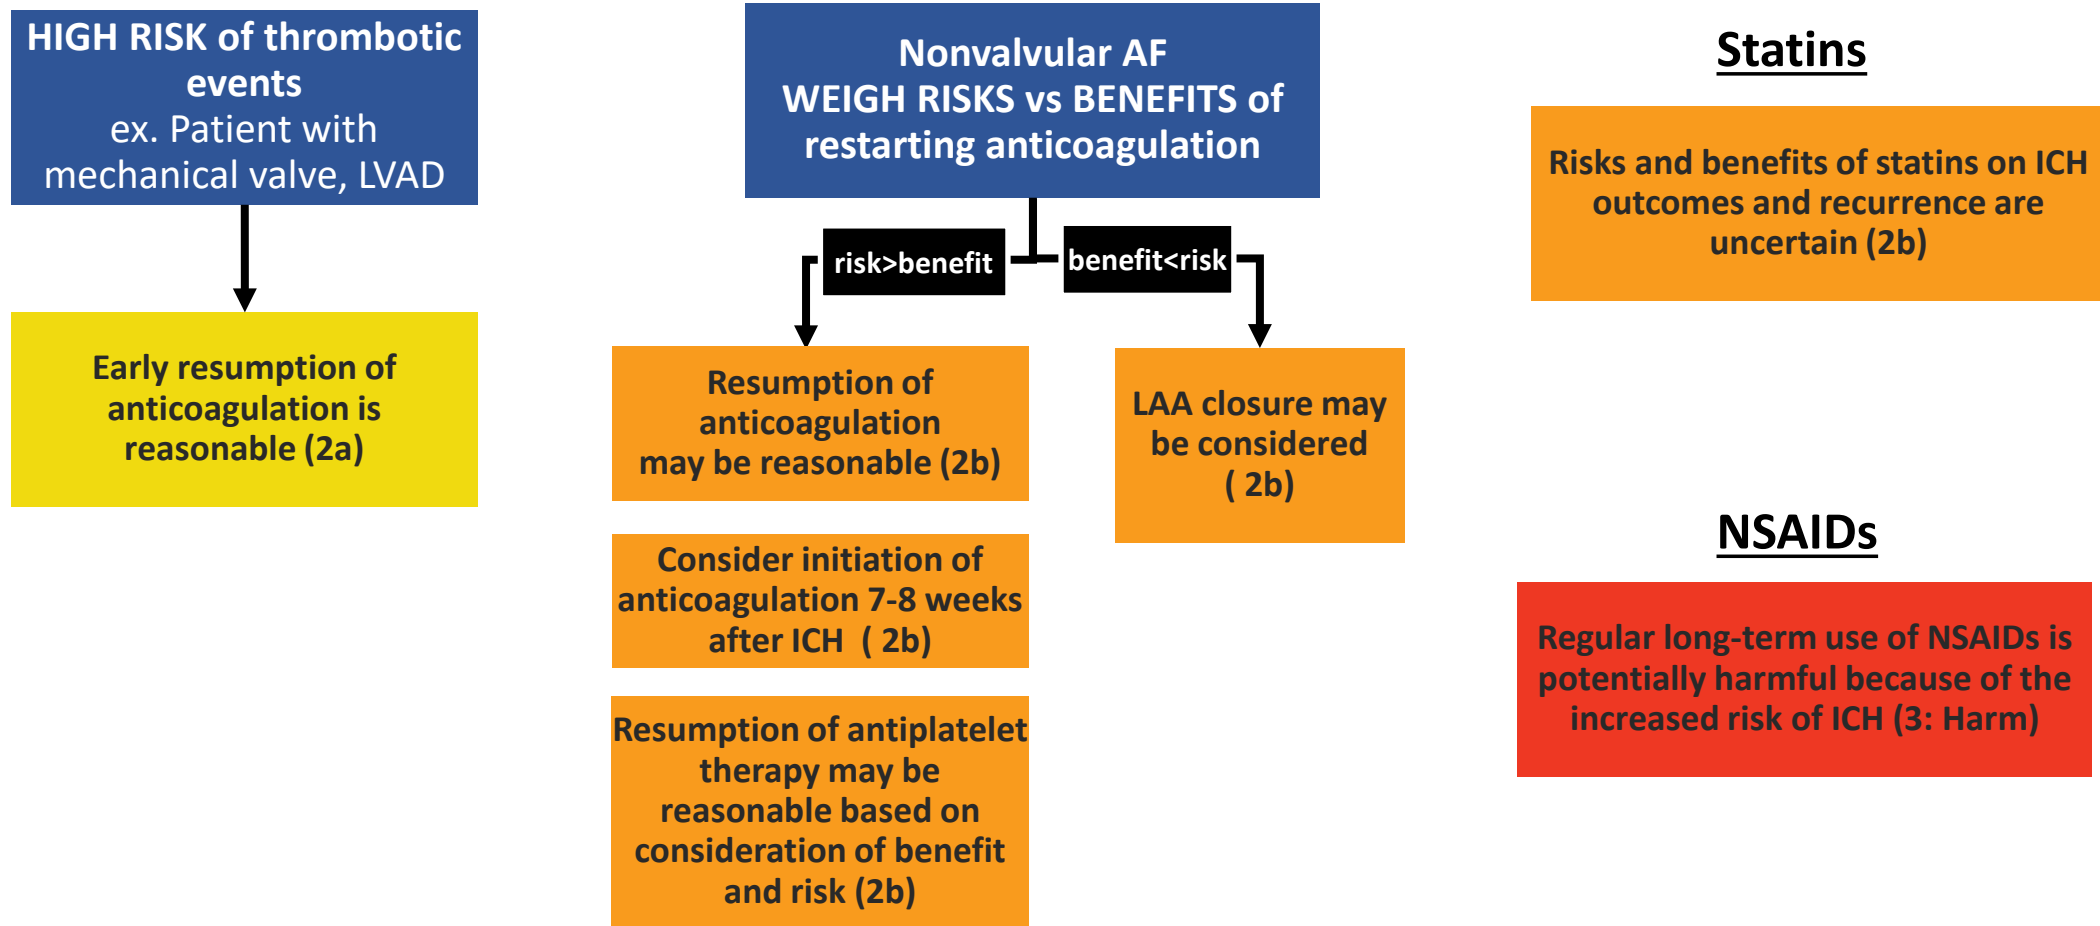 HIGH RISK of thrombotic
events
ex. Patient with
mechanical valve, LVAD
Early resumption of
anticoagulation is
reasonable (2a)
Nonvalvular AF
WEIGH RISKS vs BENEFITS of
restarting anticoagulation
risk>benefit
benefit<risk
Resumption of
anticoagulation
may be reasonable (2b)
LAA closure may
be considered
( 2b)
Consider initiation of
anticoagulation 7-8 weeks
after ICH ( 2b)
Resumption of antiplatelet
therapy may be
reasonable based on
consideration of benefit
and risk (2b)
Statins
Risks and benefits of statins on ICH
outcomes and recurrence are
uncertain (2b)
NSAIDs
Regular long-term use of NSAIDs is
potentially harmful because of the
increased risk of ICH (3: Harm)